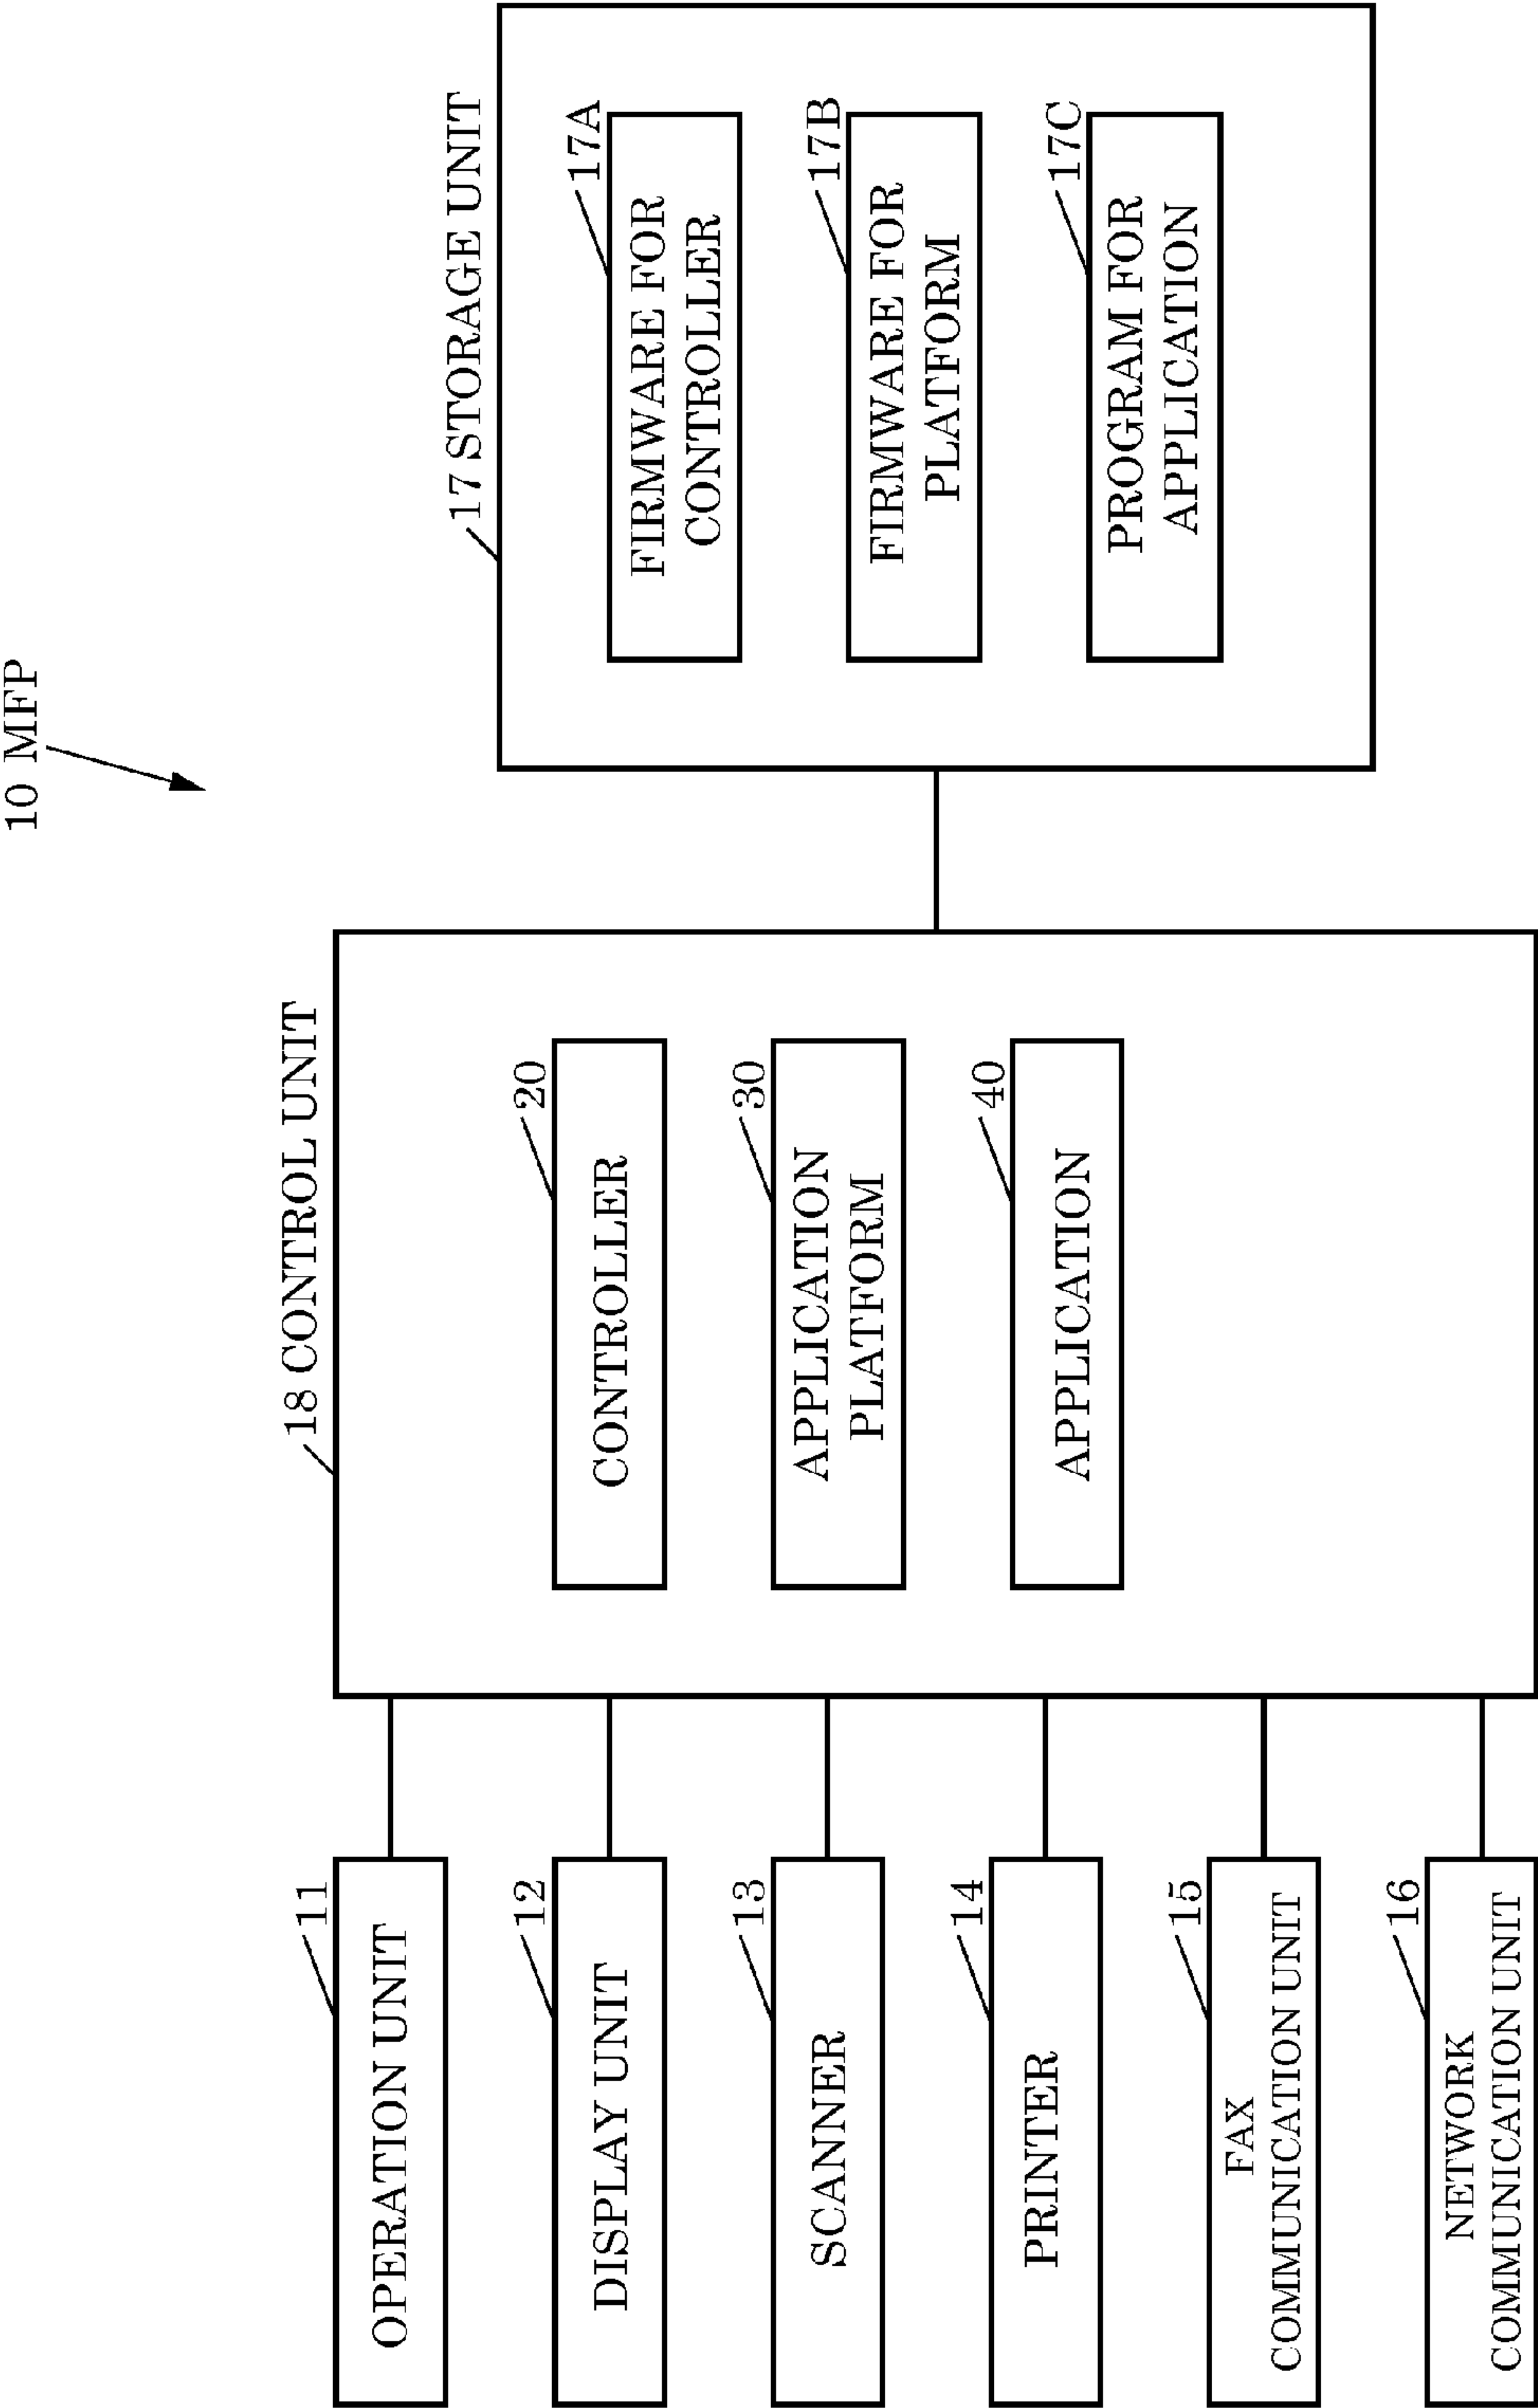 10 MFP
11
OPERATION UNIT
12
DISPLAY UNIT
13
SCANNER
14
PRINTER
15
FAX
COMMUNICATION UNIT
16
NETWORK
COMMUNICATION UNIT
18 CONTROL UNIT
20
CONTROLLER
30
APPLICATION
PLATFORM
40
APPLICATION
17 STORAGE UNIT
17A
FIRMWARE FOR
CONTROLLER
17B
FIRMWARE FOR
PLATFORM
17C
PROGRAM FOR
APPLICATION